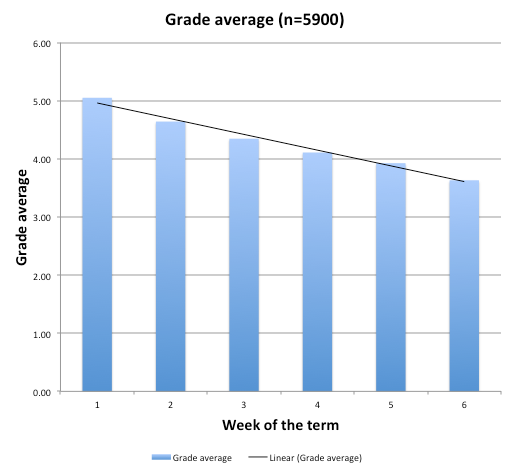 Grade average (n=5900)
6.00
5.00
4.00
3.00
2.00
1.00
0.00
Grade average
1 2 3 4 5 6
Week of the term
Grade average Linear (Grade average)